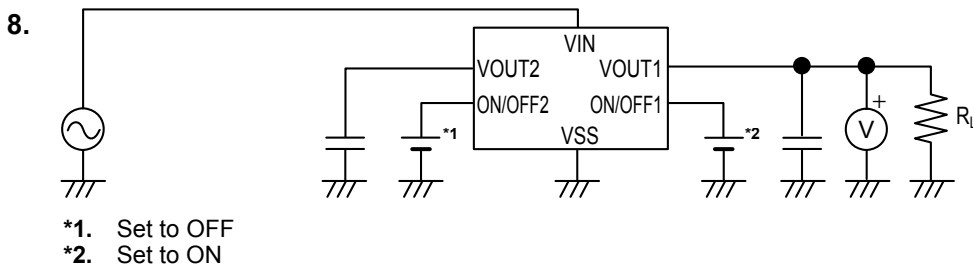 8.
VIN
VOUT2 VOUT1
ON/OFF2 ON/OFF1
*1 *2
VSS
+
V
RL
*1. Set to OFF
*2. Set to ON